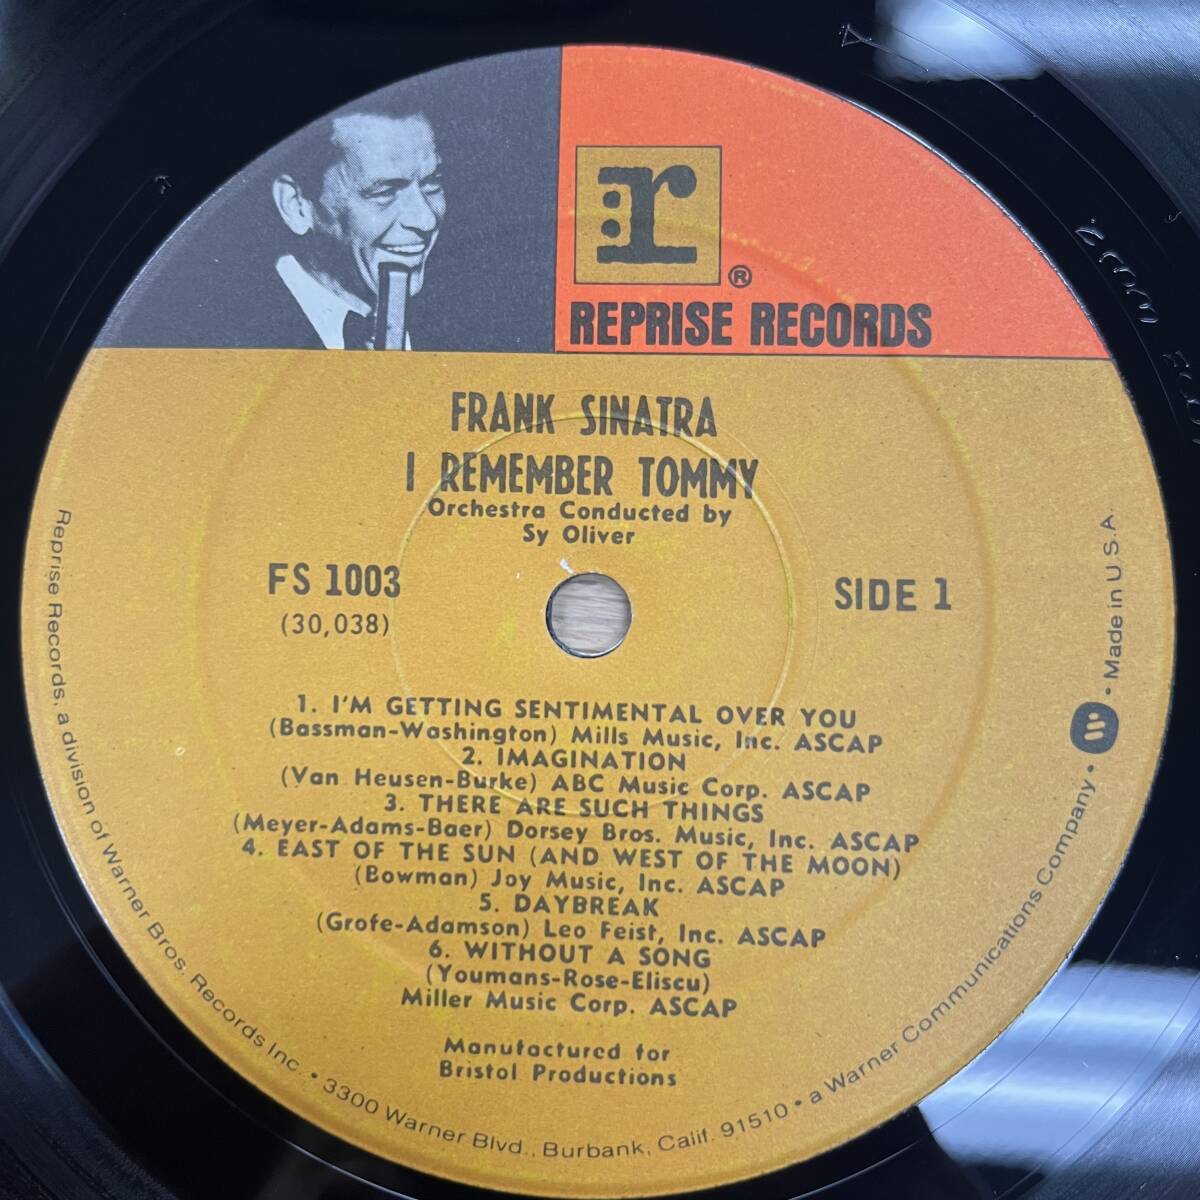 r
®
REPRISE RECORDS
FRANK SINATRA
I REMEMBER TOMMY
Orchestra Conducted by
Sy Oliver
FS 1003
(30,038)
SIDE 1
1. I'M GETTING SENTIMENTAL OVER YOU
(Bassman-Washington) Mills Music, Inc. ASCAP
2. IMAGINATION
(Van Heusen-Burke) ABC Music Corp. ASCAP
3. THERE ARE SUCH THINGS
(Meyer-Adams-Baer) Dorsey Bros. Music, Inc. ASCAP
4. EAST OF THE SUN (AND WEST OF THE MOON)
(Bowman) Joy Music, Inc. ASCAP
5. DAYBREAK
(Grofe-Adamson) Leo Feist, Inc. ASCAP
6. WITHOUT A SONG
(Youmans-Rose-Eliscu)
Miller Music Corp. ASCAP
Manufactured for
Bristol Productions
Reprise Records, a division of Warner Bros. Records Inc. • 3300 Warner Blvd., Burbank, Calif. 91510 • a Warner Communications Company • W • Made in U.S.A.